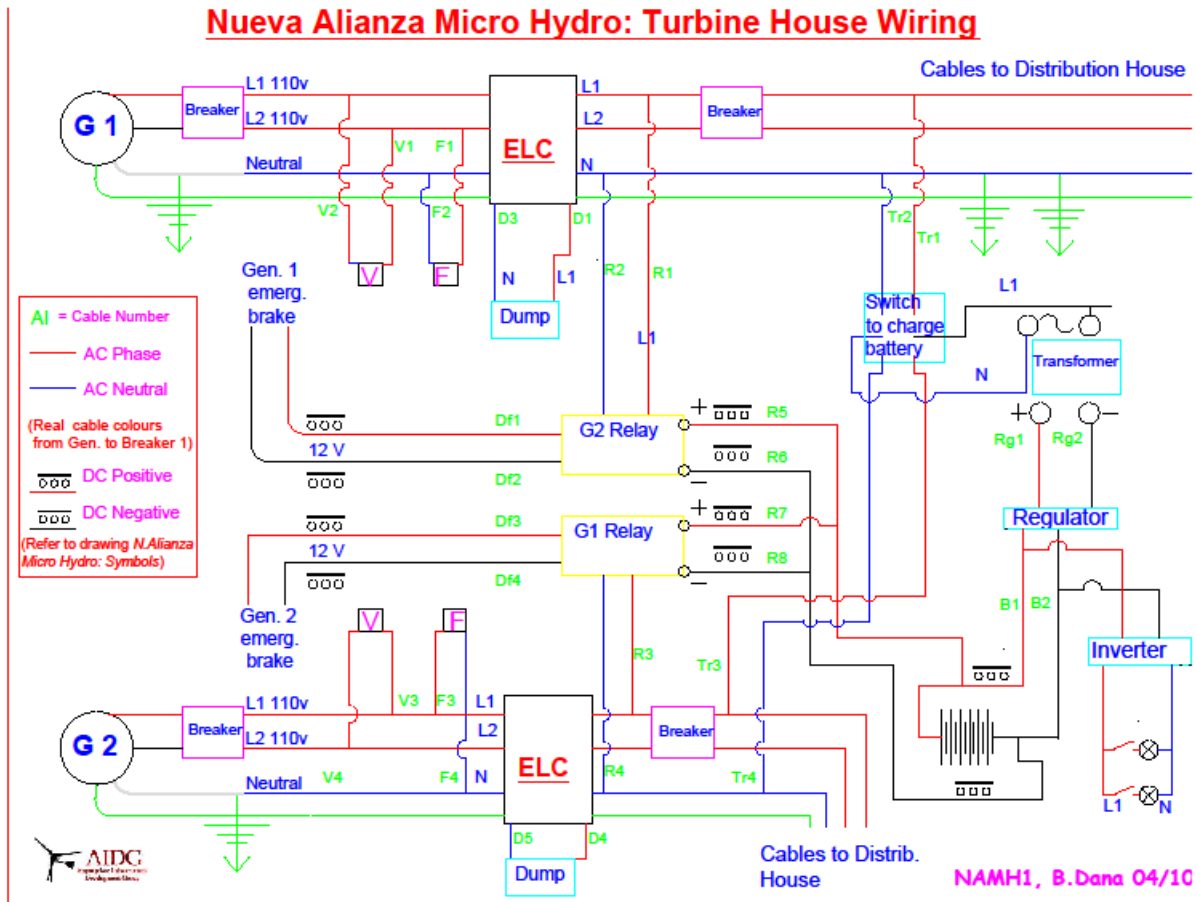 Nueva Alianza Micro Hydro: Turbine House Wiring
Cables to Distribution House
G 1
Breaker
L1 110v
L2 110v
Neutral
V1
F1
V2
F2
V
F
ELC
L1
L2
N
D3
D1
N
L1
Dump
R2
R1
L1
Breaker
Tr2
Tr1
Gen. 1
emerg.
brake
Switch
to charge
battery
L1
N
Transformer
+
−
Rg1
Rg2
Regulator
AI = Cable Number
AC Phase
AC Neutral
(Real cable colours
from Gen. to Breaker 1)
DC Positive
DC Negative
(Refer to drawing N.Alianza
Micro Hydro: Symbols)
12 V
Df1
Df2
G2 Relay
+
R5
R6
−
12 V
Df3
Df4
G1 Relay
+
R7
R8
−
Gen. 2
emerg.
brake
V
F
R3
Tr3
B1
B2
Inverter
L1
N
G 2
Breaker
L1 110v
L2 110v
Neutral
V3
F3
V4
F4
L1
L2
N
ELC
Breaker
R4
Tr4
D5
D4
Dump
Cables to Distrib.
House
AIDG
NAMH1, B.Dana 04/10